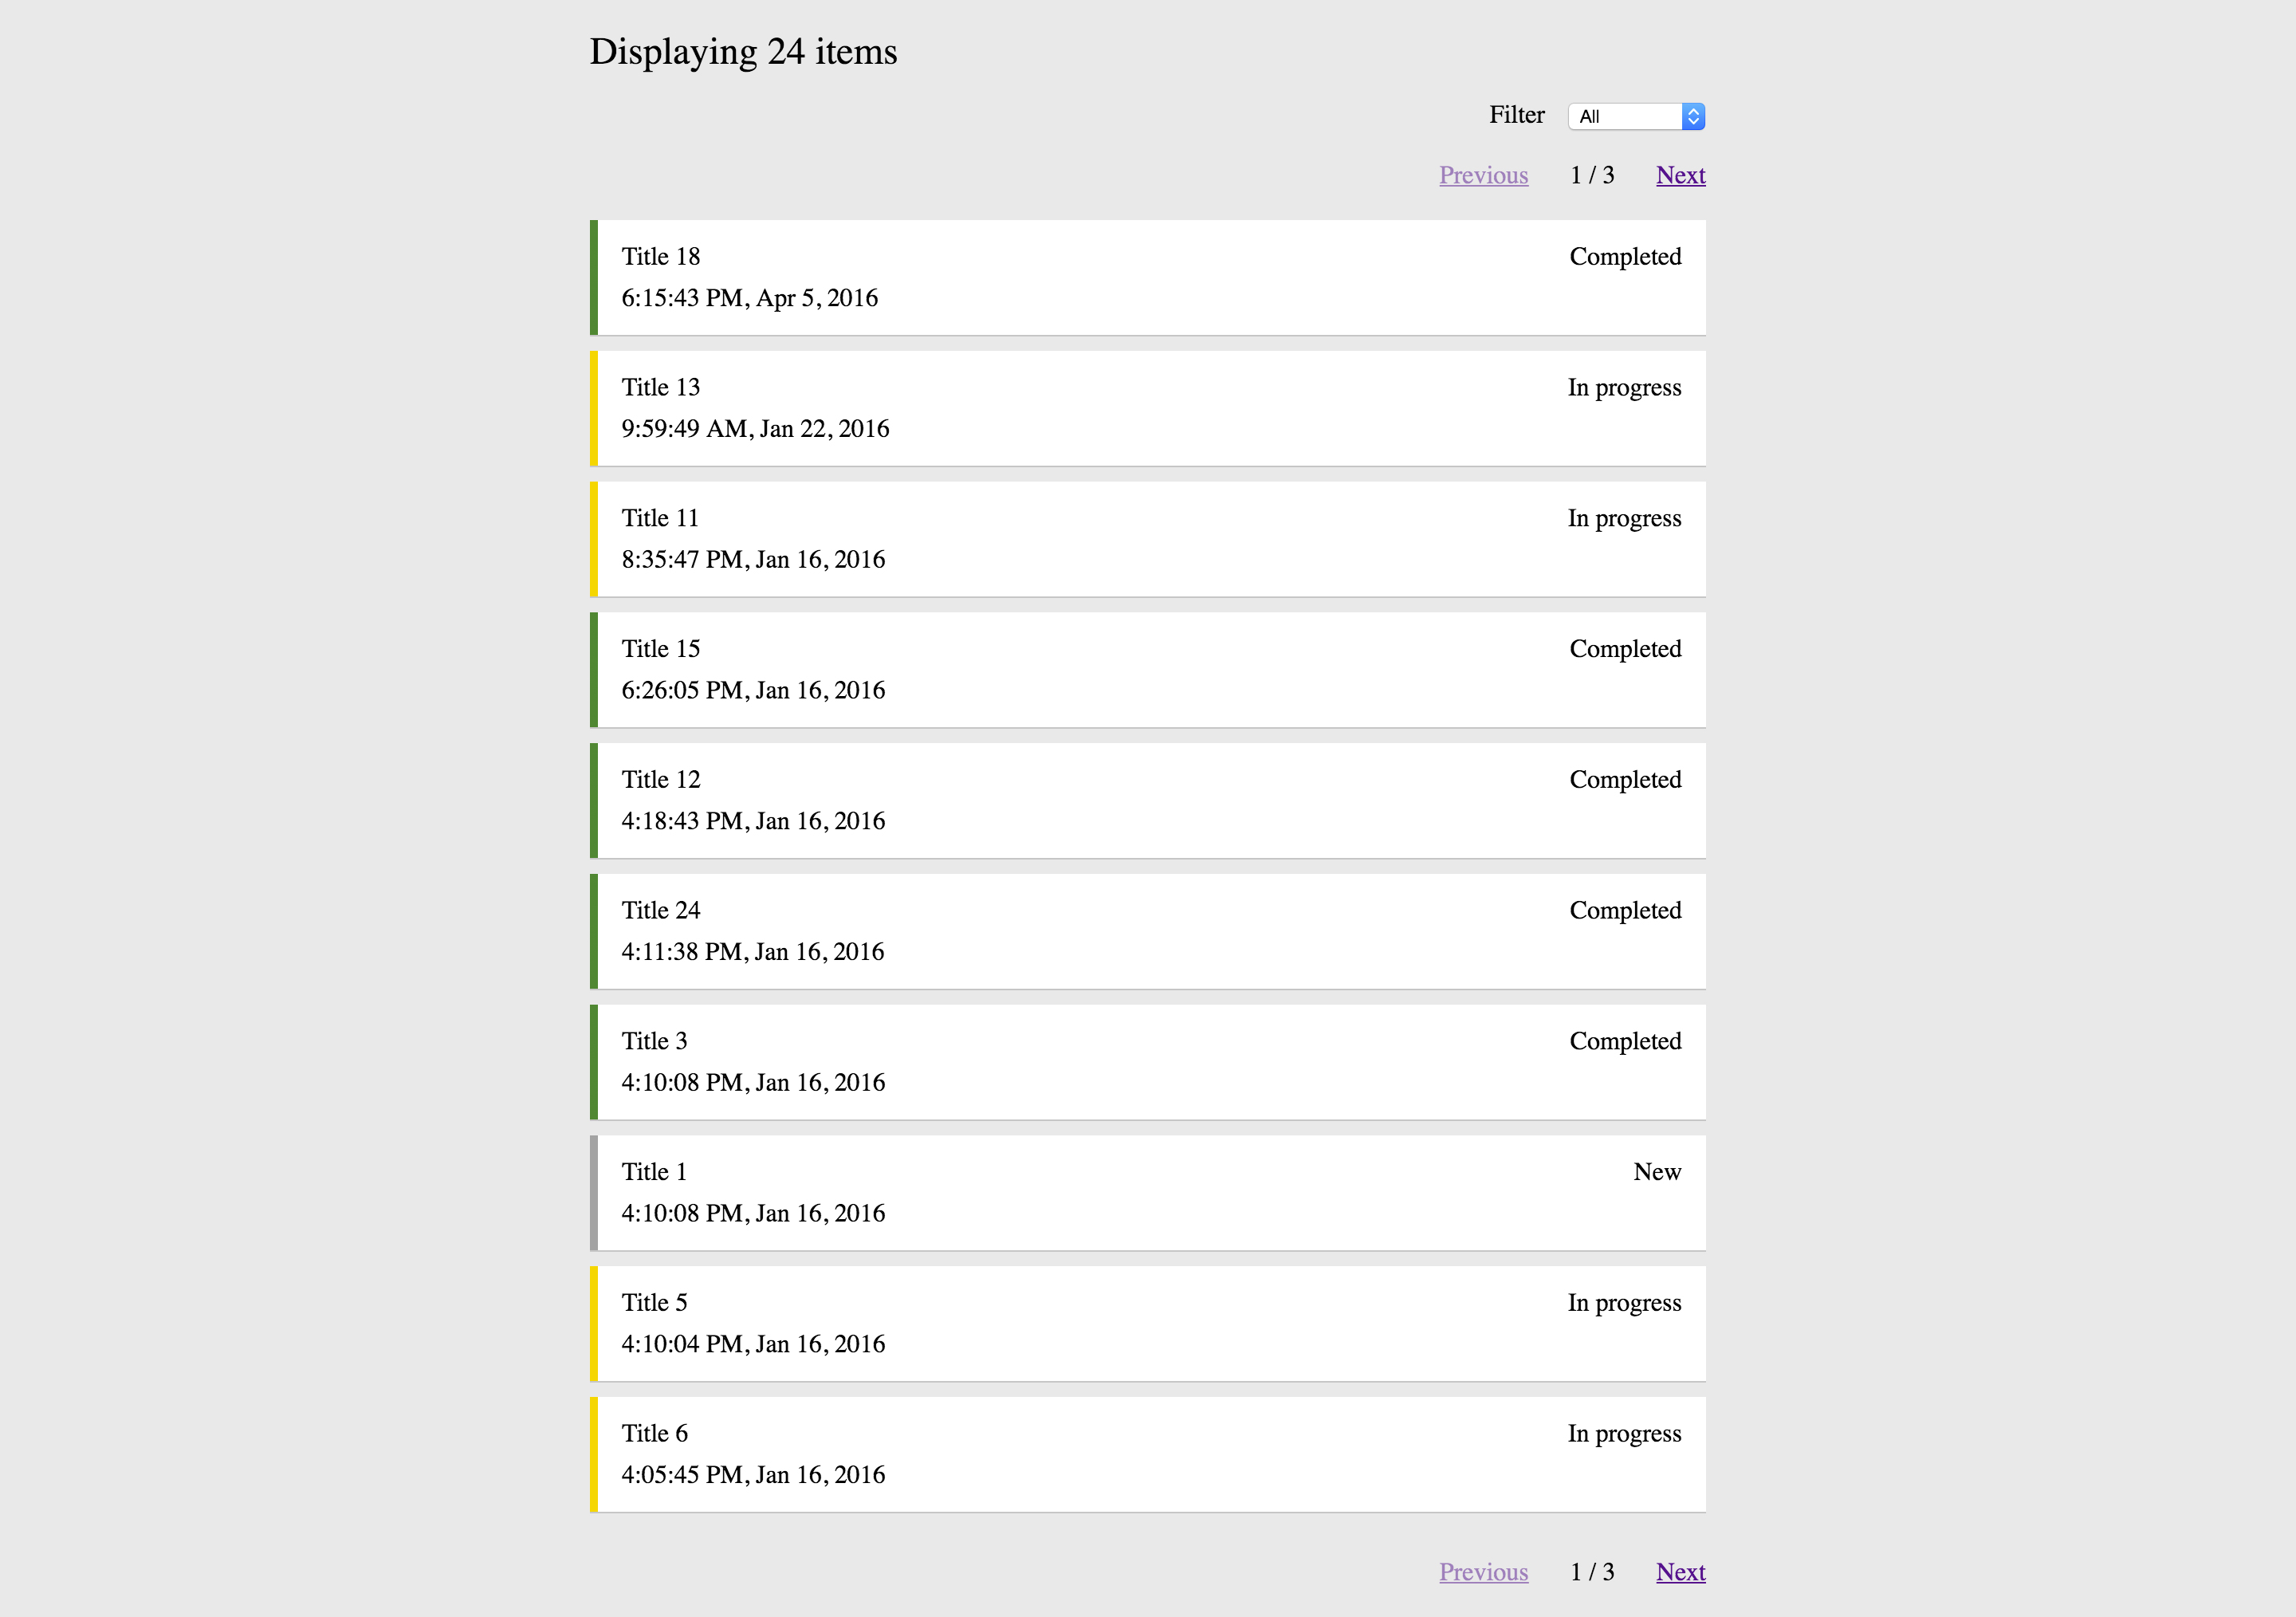 Displaying 24 items
Filter All
Previous 1 / 3 Next
Title 18 Completed
6:15:43 PM, Apr 5, 2016
Title 13 In progress
9:59:49 AM, Jan 22, 2016
Title 11 In progress
8:35:47 PM, Jan 16, 2016
Title 15 Completed
6:26:05 PM, Jan 16, 2016
Title 12 Completed
4:18:43 PM, Jan 16, 2016
Title 24 Completed
4:11:38 PM, Jan 16, 2016
Title 3 Completed
4:10:08 PM, Jan 16, 2016
Title 1 New
4:10:08 PM, Jan 16, 2016
Title 5 In progress
4:10:04 PM, Jan 16, 2016
Title 6 In progress
4:05:45 PM, Jan 16, 2016
Previous 1 / 3 Next